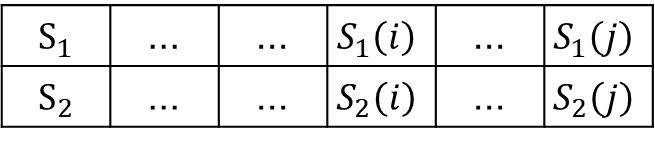 S₁ ... ... S₁(i) ... S₁(j)
S₂ ... ... S₂(i) ... S₂(j)